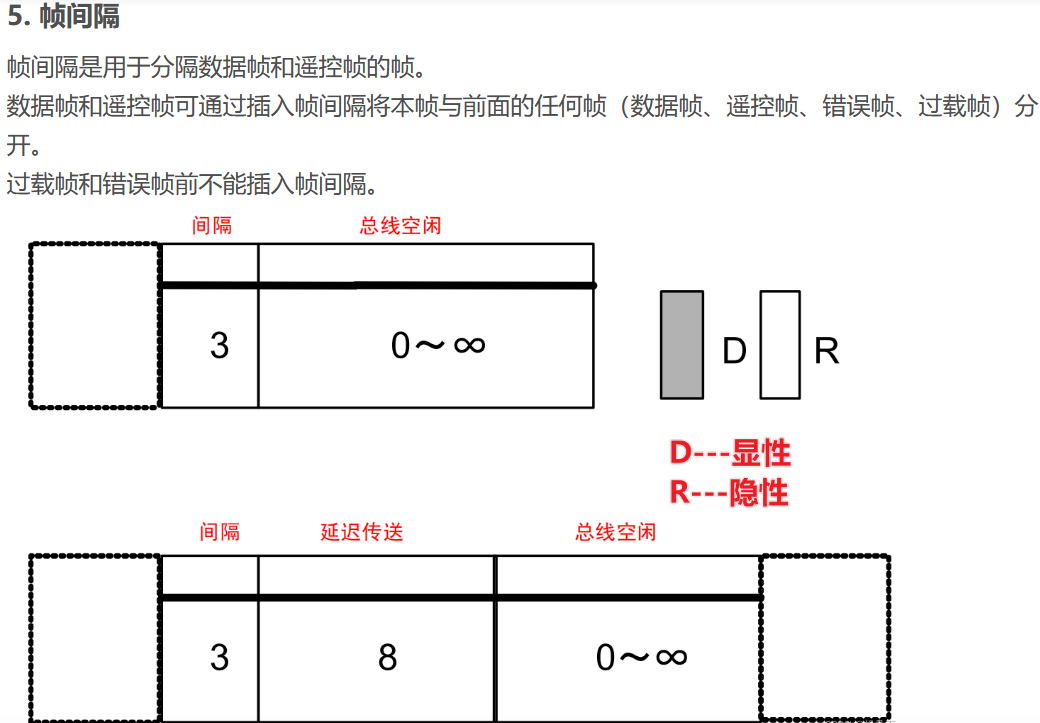 5. 帧间隔
帧间隔是用于分隔数据帧和遥控帧的帧。
数据帧和遥控帧可通过插入帧间隔将本帧与前面的任何帧（数据帧、遥控帧、错误帧、过载帧）分
开。
过载帧和错误帧前不能插入帧间隔。
间隔 总线空闲
3 0～∞
D R
D---显性
R---隐性
间隔 延迟传送 总线空闲
3 8 0～∞